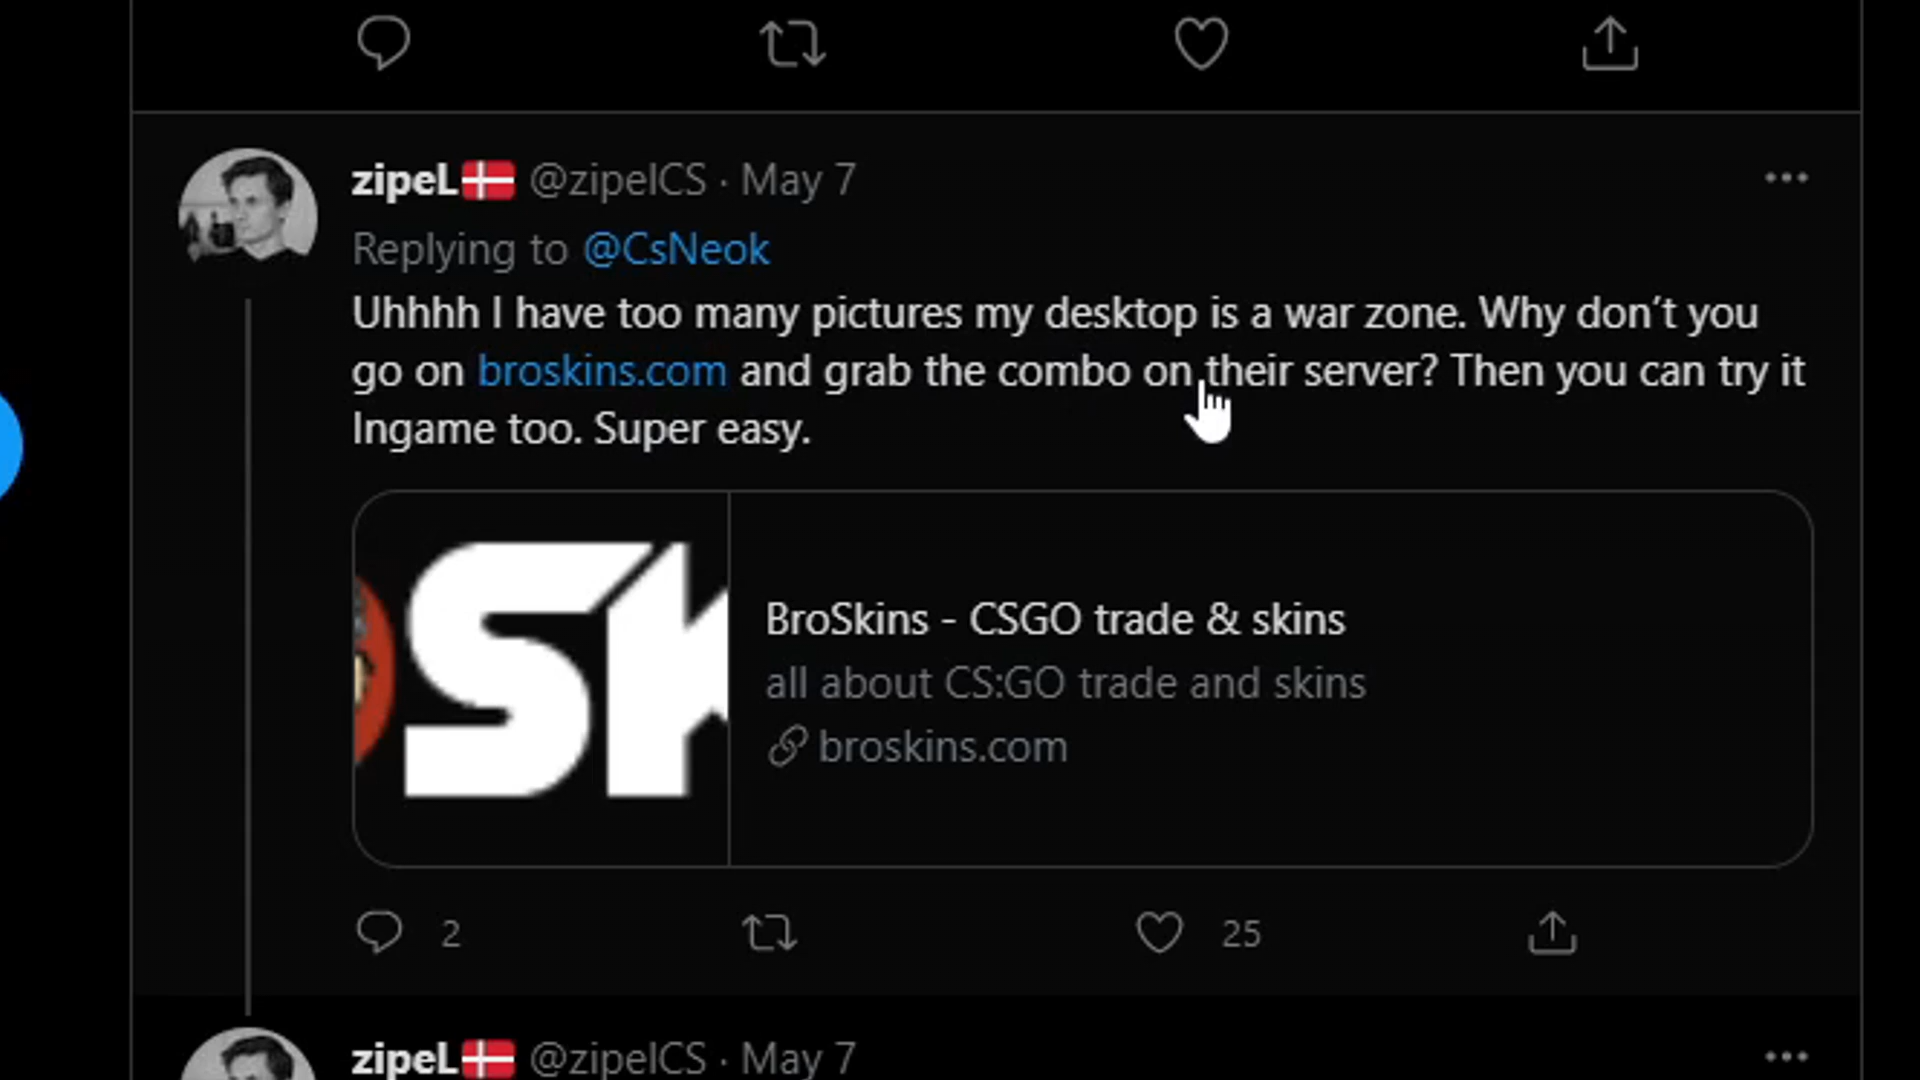 zipeL🇩🇰 @zipelCS · May 7
Replying to @CsNeok
Uhhhh I have too many pictures my desktop is a war zone. Why don’t you
go on broskins.com and grab the combo on their server? Then you can try it
Ingame too. Super easy.
SK
BroSkins - CSGO trade & skins
all about CS:GO trade and skins
broskins.com
2
25
zipeL🇩🇰 @zipelCS · May 7